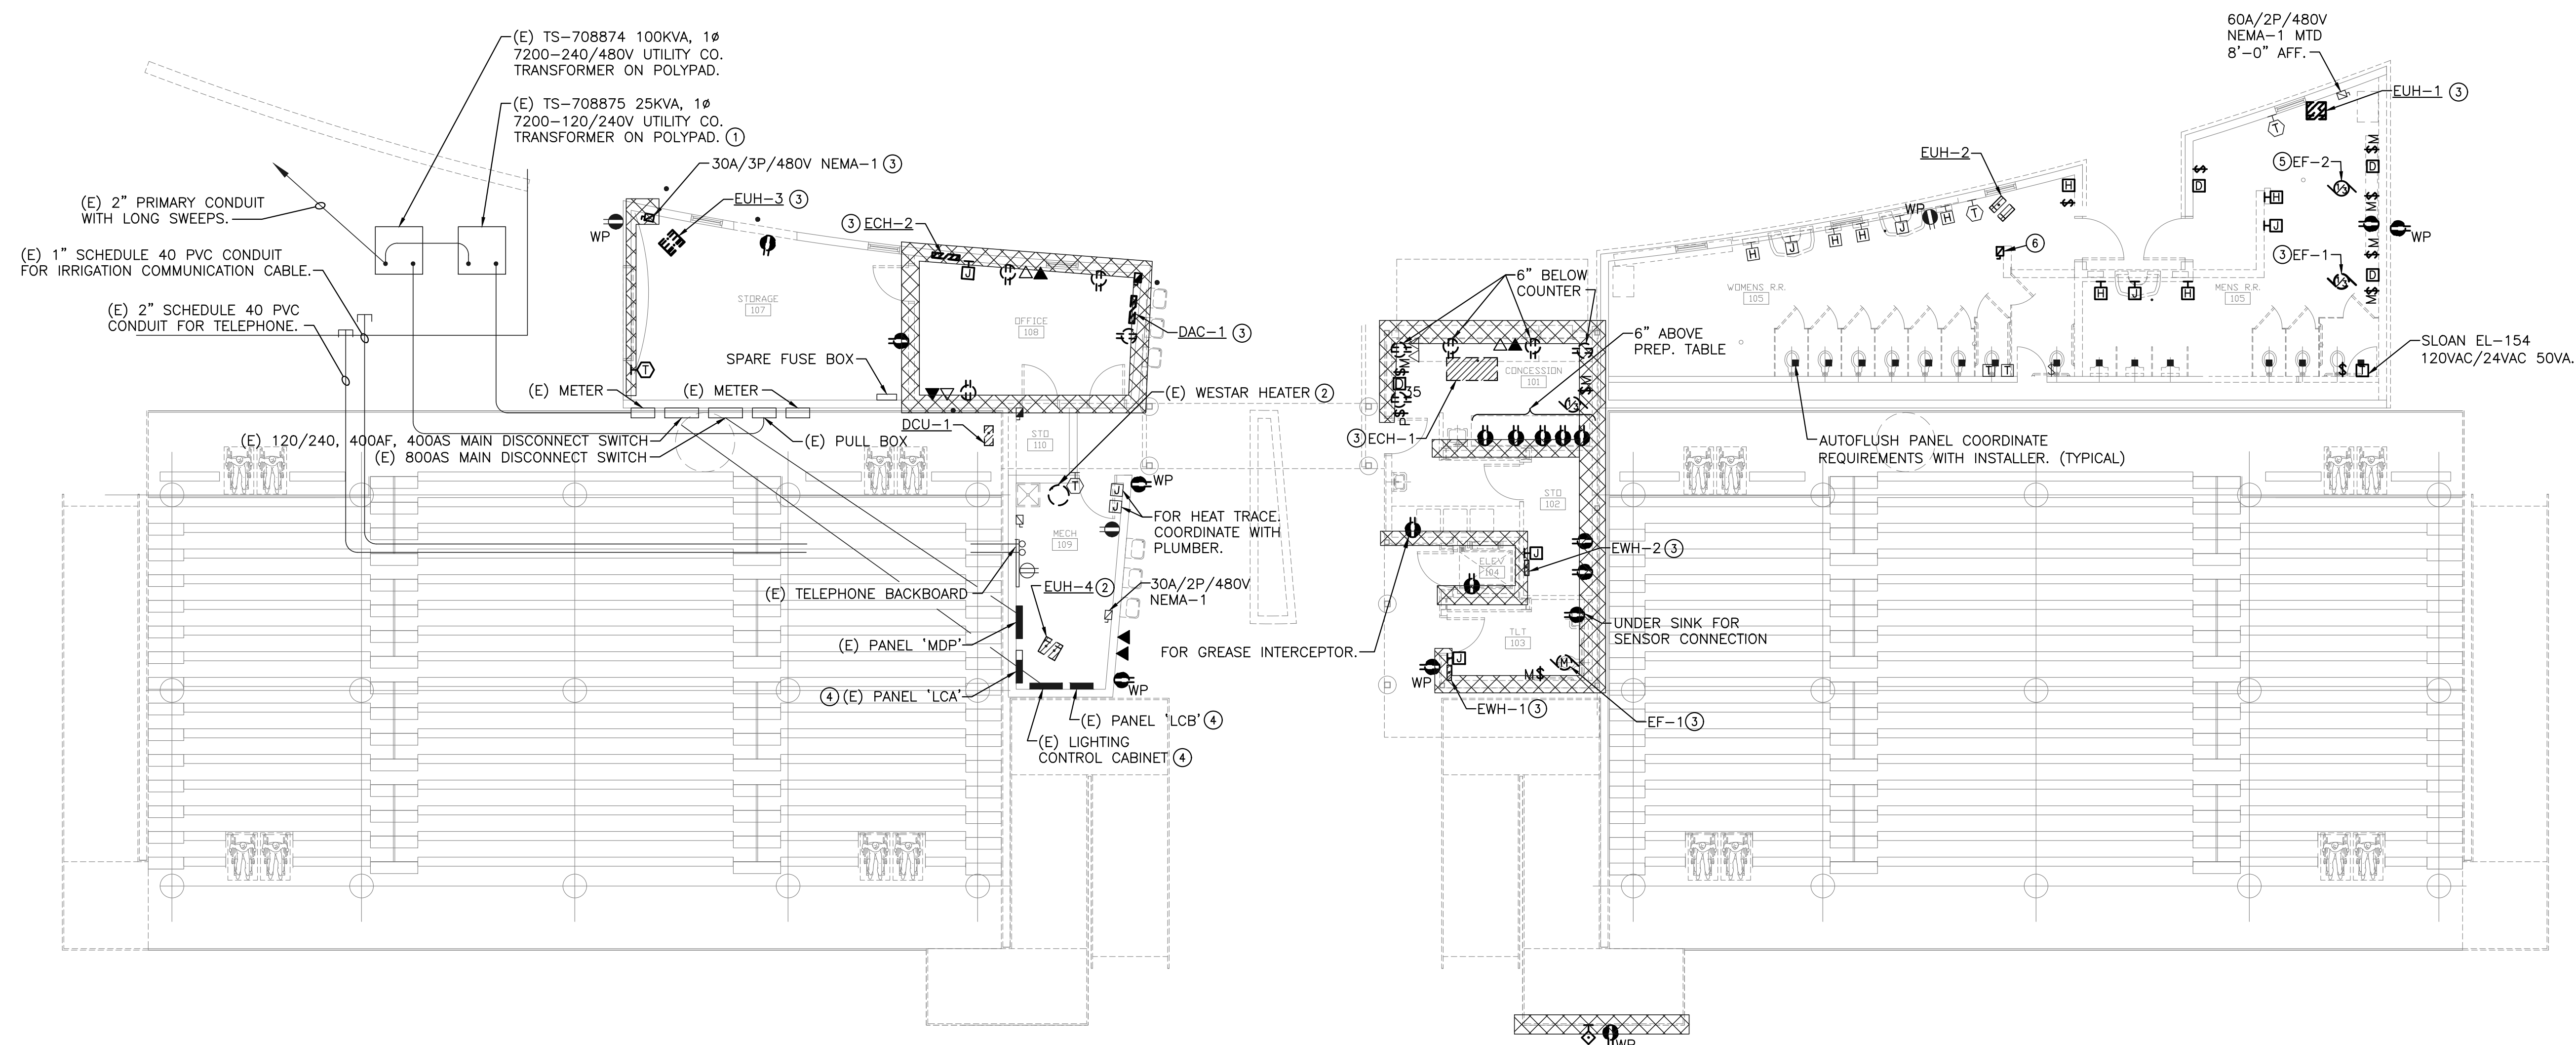 (E) TS-708874 100KVA, 1ø
7200-240/480V UTILITY CO.
TRANSFORMER ON POLYPAD.
(E) TS-708875 25KVA, 1ø
7200-120/240V UTILITY CO.
TRANSFORMER ON POLYPAD. 1
(E) 2" PRIMARY CONDUIT
WITH LONG SWEEPS.
(E) 1" SCHEDULE 40 PVC CONDUIT
FOR IRRIGATION COMMUNICATION CABLE.
(E) 2" SCHEDULE 40 PVC
CONDUIT FOR TELEPHONE.
30A/3P/480V NEMA-1 3
EUH-3 3
WP
3 ECH-2
J
STORAGE
107
OFFICE
108
DAC-1 3
SPARE FUSE BOX
T
(E) METER
(E) METER
(E) WESTAR HEATER 2
DCU-1
(E) 120/240, 400AF, 400AS MAIN DISCONNECT SWITCH
(E) PULL BOX
(E) 800AS MAIN DISCONNECT SWITCH
STO
110
T
WP
J
J
FOR HEAT TRACE.
COORDINATE WITH
PLUMBER.
MECH
109
(E) TELEPHONE BACKBOARD
EUH-4 2
30A/2P/480V
NEMA-1
(E) PANEL 'MDP'
4 (E) PANEL 'LCA'
WP
(E) PANEL 'LCB' 4
(E) LIGHTING
CONTROL CABINET 4
6" BELOW
COUNTER
6" ABOVE
PREP. TABLE
CONCESSION
101
M$
D
P$
35
$M
1/3
3 ECH-1
STO
102
EWH-2 3
J
ELEV
104
UNDER SINK FOR
SENSOR CONNECTION
TLT
103
FOR GREASE INTERCEPTOR.
WP
J
M$
M
EWH-1 3
EF-1 3
WP
60A/2P/480V
NEMA-1 MTD
8'-0" AFF.
EUH-1 3
T
EUH-2
5 EF-2
1/3
$M
D
M$
$
D
H
$
WP
H
J
H
H
J
H
T
H
J
6
WP
3 EF-1
1/3
$M
D
M$
WOMENS R.R.
105
MENS R.R.
105
H
J
H
T
T
$
$
T
SLOAN EL-154
120VAC/24VAC 50VA.
AUTOFLUSH PANEL COORDINATE
REQUIREMENTS WITH INSTALLER. (TYPICAL)